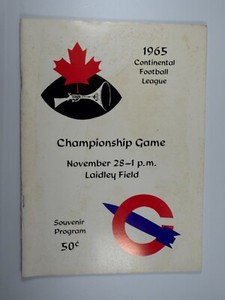 1965
Continental
Football
League
Championship Game
November 28-1 p.m.
Laidley Field
Souvenir
Program
50¢
C